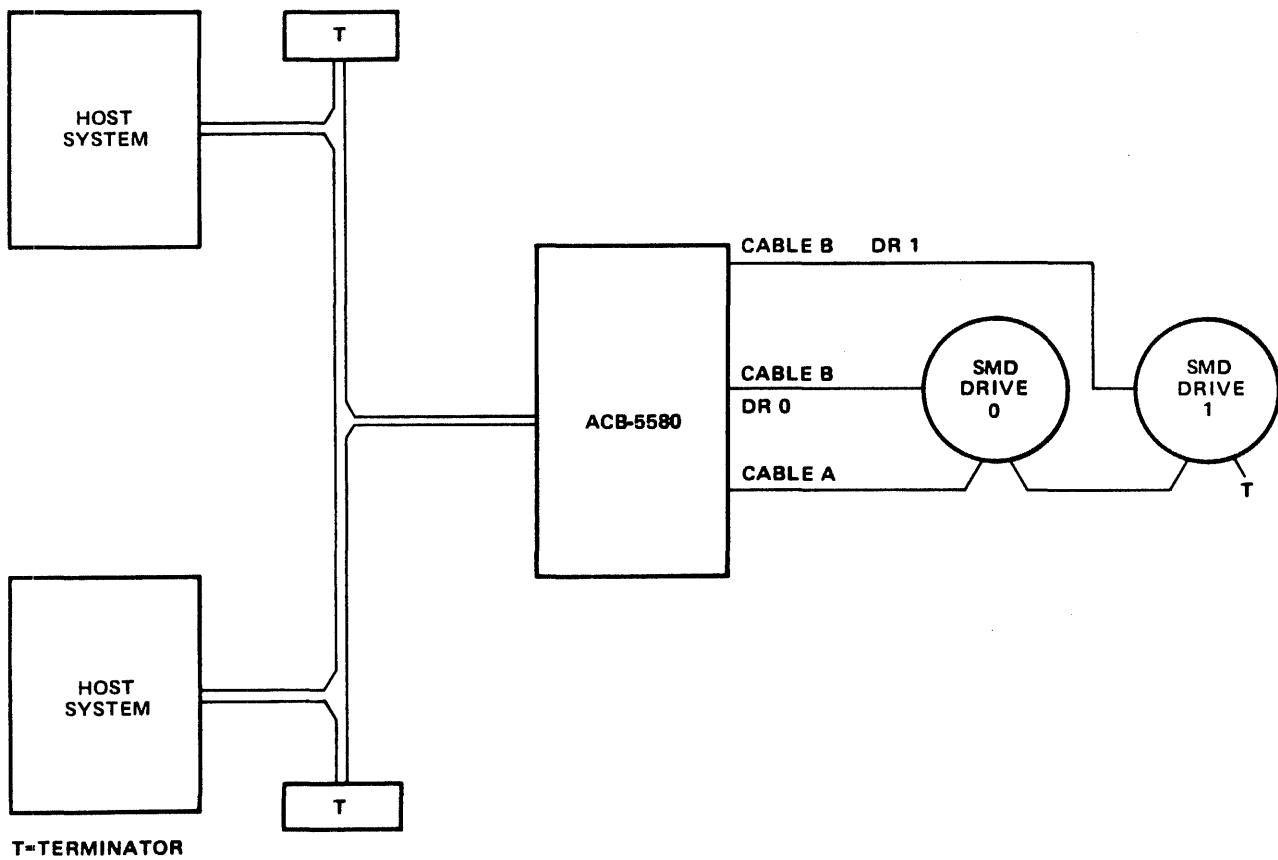 T
HOST
SYSTEM
CABLE B DR 1
CABLE B
DR 0
SMD
DRIVE
0
SMD
DRIVE
1
ACB-5580
CABLE A
T
HOST
SYSTEM
T
T=TERMINATOR